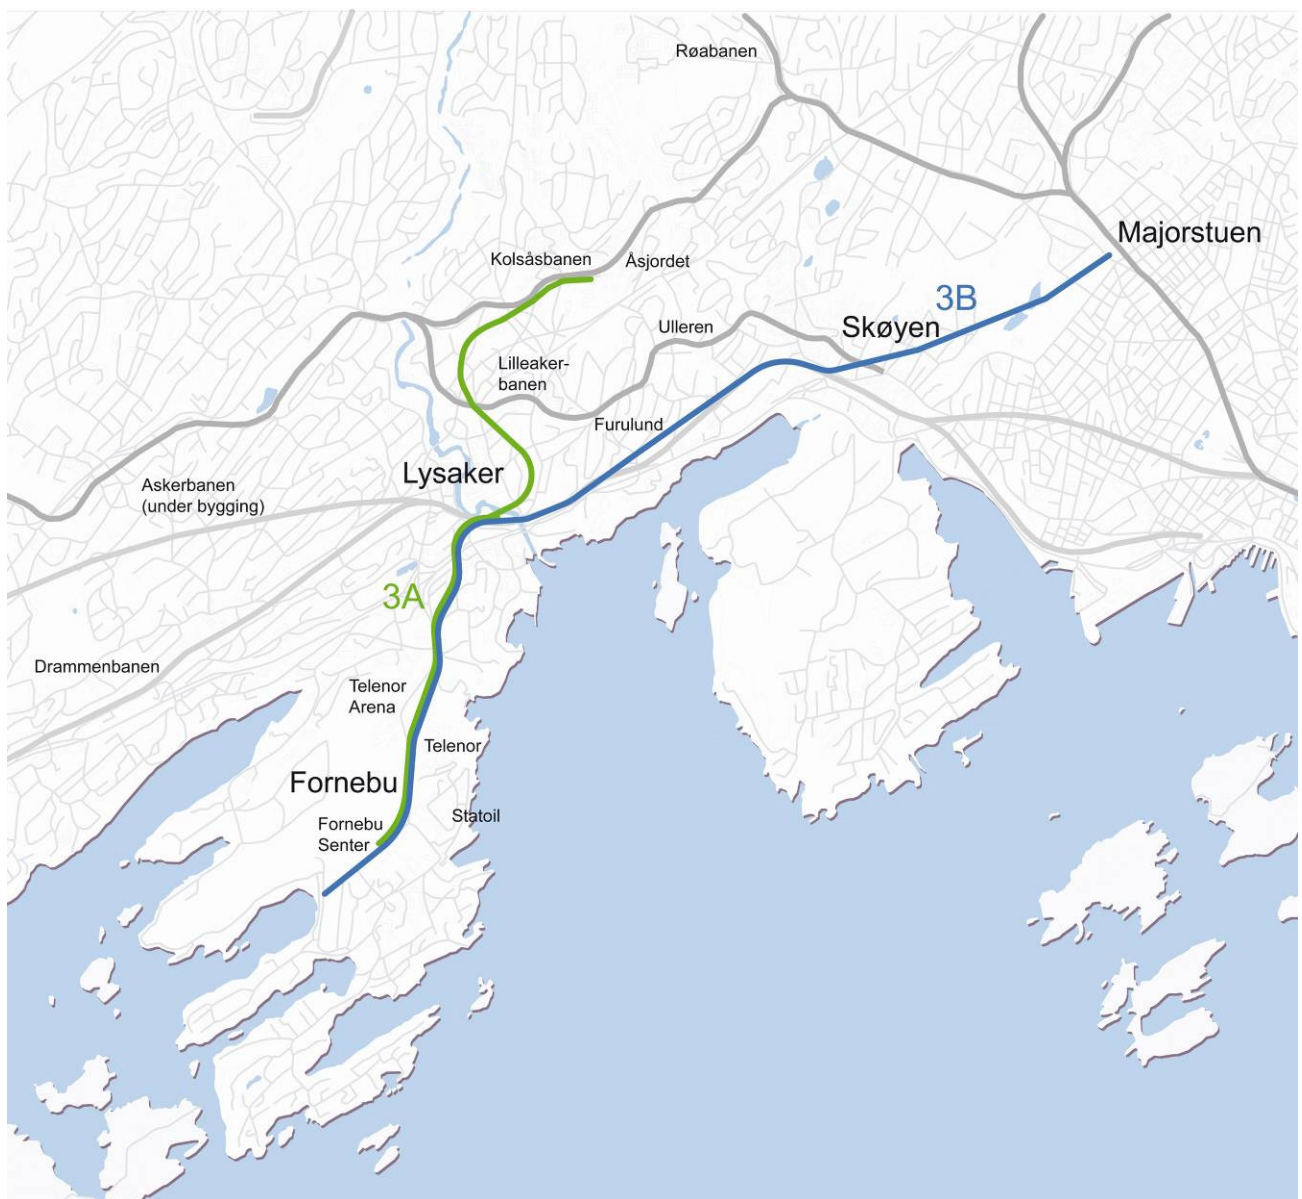 Røabanen
Majorstuen
Kolsåsbanen
Åsjordet
3B
Ulleren
Skøyen
Lilleaker-
banen
Furulund
Lysaker
Askerbanen
(under bygging)
3A
Drammenbanen
Telenor
Arena
Telenor
Fornebu
Statoil
Fornebu
Senter